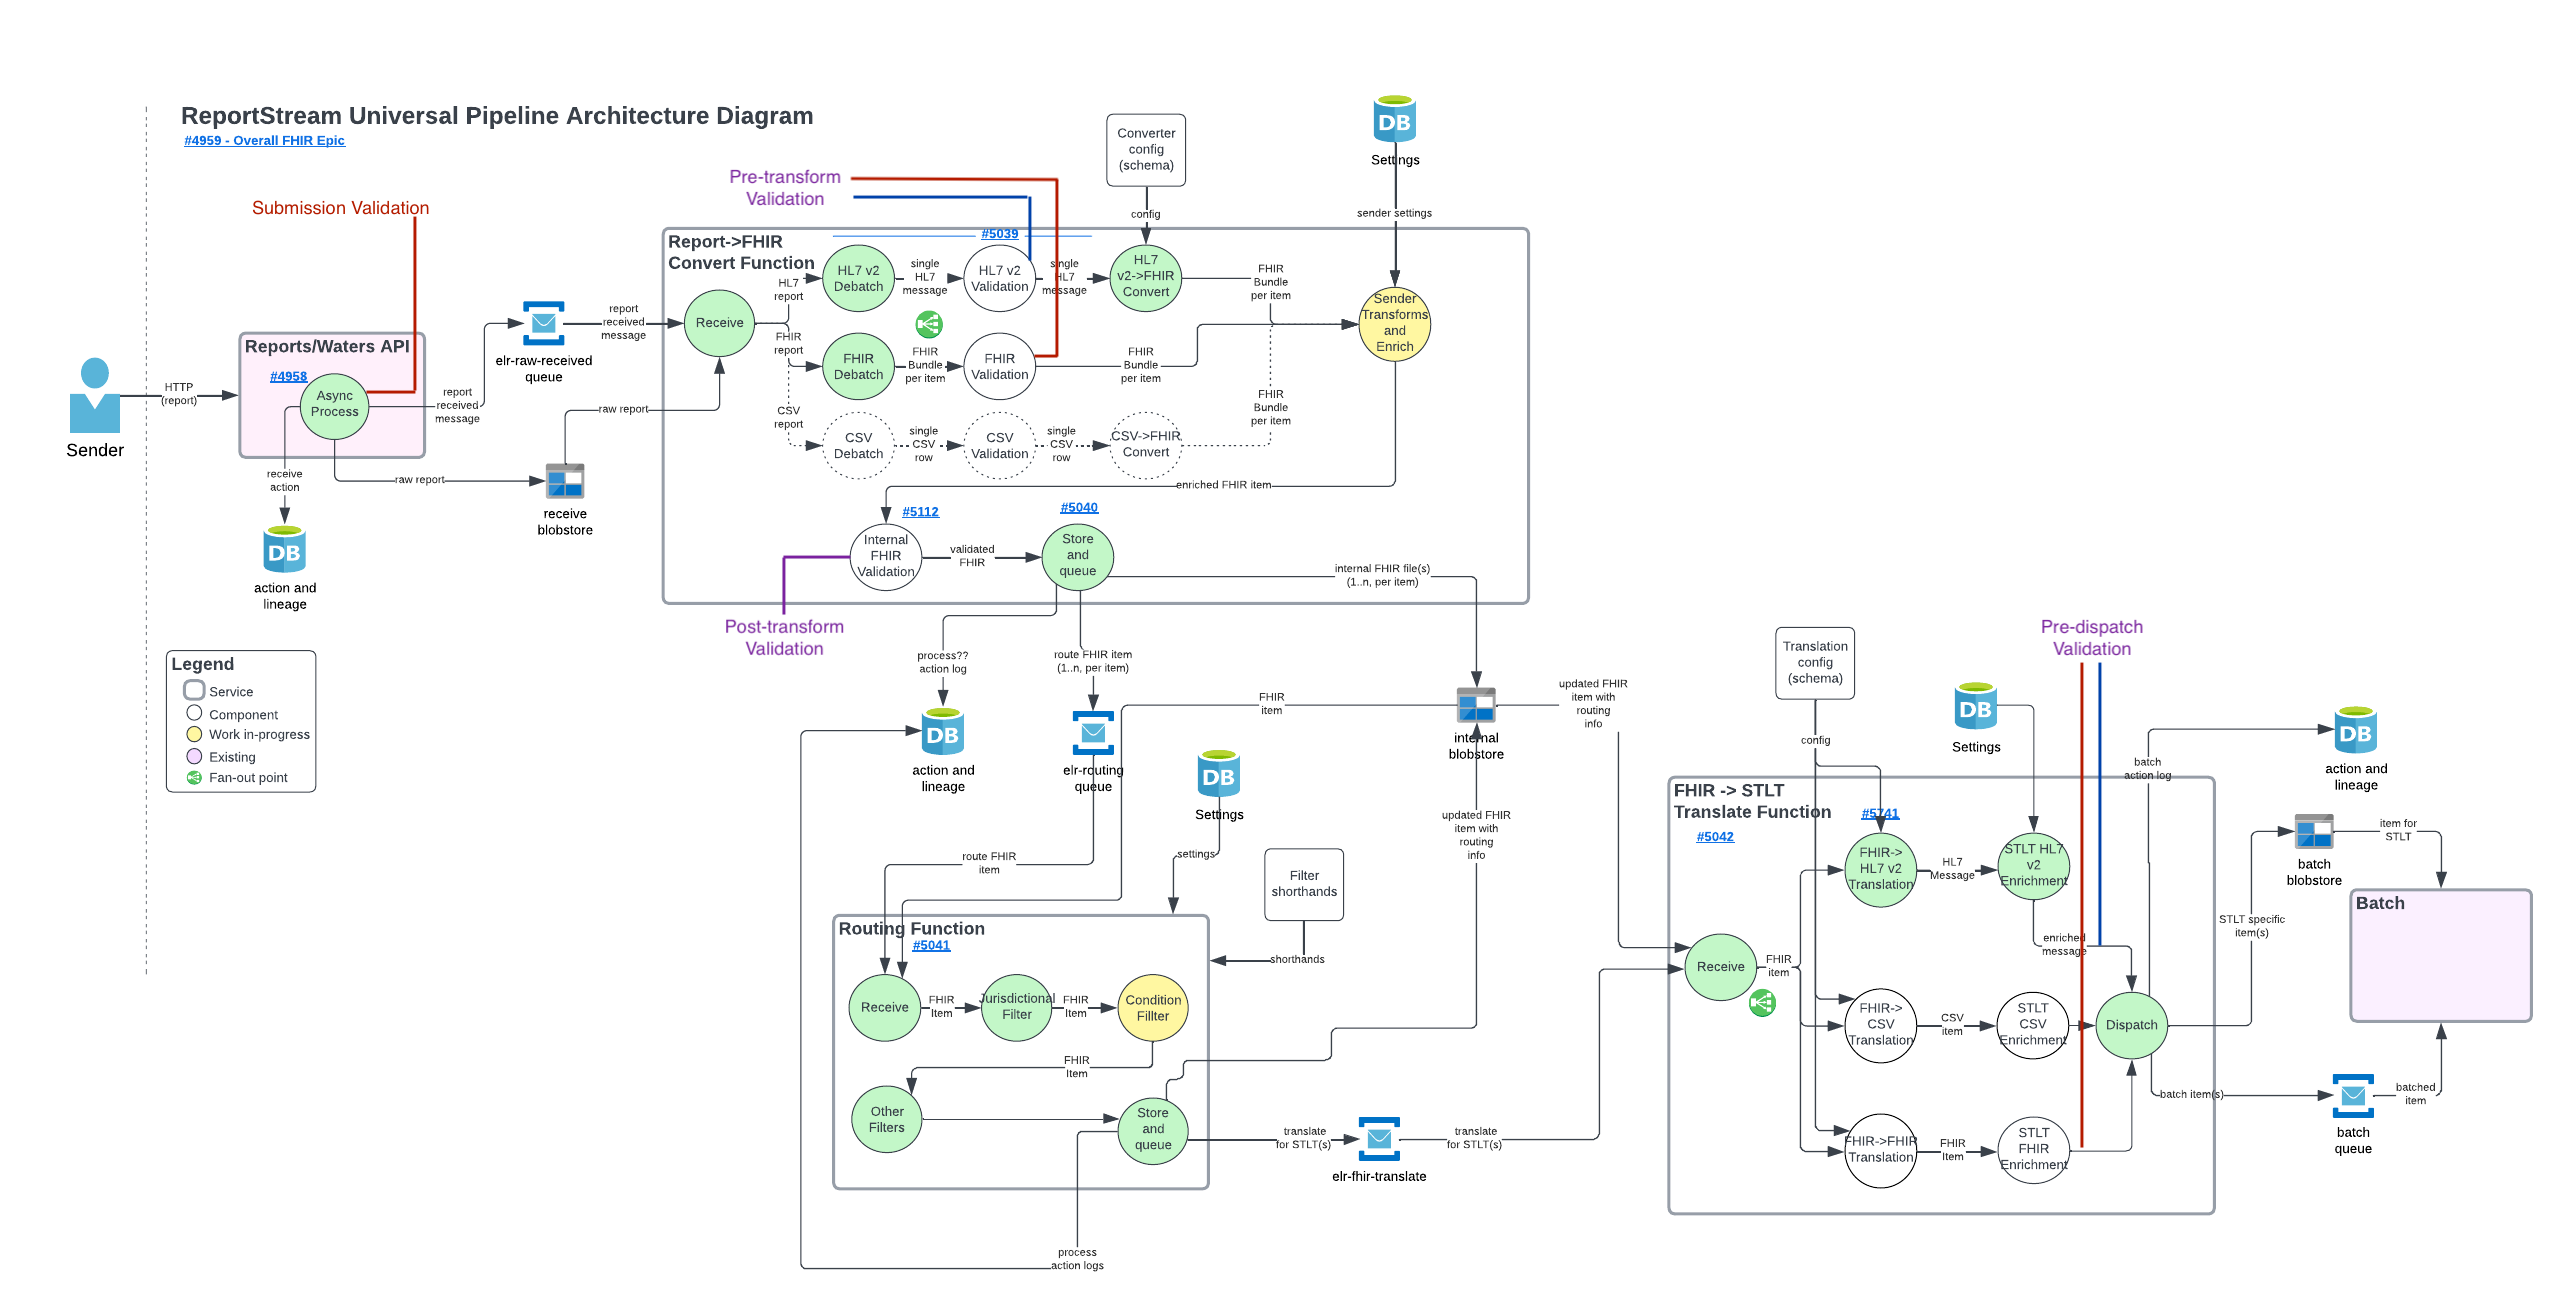 ReportStream Universal Pipeline Architecture Diagram
#4959 - Overall FHIR Epic
Submission Validation
Pre-transform
Validation
Converter
config
(schema)
config
DB
Settings
sender settings
Sender
HTTP
(report)
Reports/Waters API
#4958
Async
Process
receive
action
DB
action and
lineage
raw report
receive
blobstore
report
received
message
elr-raw-received
queue
report
received
message
raw report
Report->FHIR
Convert Function
#5039
Receive
HL7
report
FHIR
report
CSV
report
HL7 v2
Debatch
single
HL7
message
HL7 v2
Validation
single
HL7
message
HL7
v2->FHIR
Convert
FHIR
Bundle
per item
FHIR
Debatch
FHIR
Bundle
per item
FHIR
Validation
FHIR
Bundle
per item
CSV
Debatch
single
CSV
row
CSV
Validation
single
CSV
row
CSV->FHIR
Convert
FHIR
Bundle
per item
Sender
Transforms
and
Enrich
enriched FHIR item
#5112
Internal
FHIR
Validation
validated
FHIR
#5040
Store
and
queue
internal FHIR file(s)
(1..n, per item)
Post-transform
Validation
process??
action log
DB
action and
lineage
route FHIR item
(1..n, per item)
elr-routing
queue
route FHIR
item
FHIR
item
internal
blobstore
updated FHIR
item with
routing
info
updated FHIR
item with
routing
info
DB
Settings
settings
Filter
shorthands
shorthands
Legend
Service
Component
Work in-progress
Existing
Fan-out point
Routing Function
#5041
Receive
FHIR
Item
Jurisdictional
Filter
FHIR
Item
Condition
Fillter
FHIR
Item
Other
Filters
Store
and
queue
process
action logs
translate
for STLT(s)
elr-fhir-translate
translate
for STLT(s)
Translation
config
(schema)
config
DB
Settings
Pre-dispatch
Validation
FHIR -> STLT
Translate Function
#5741
#5042
Receive
FHIR
item
FHIR->
HL7 v2
Translation
HL7
Message
STLT HL7
v2
Enrichment
enriched
message
FHIR->
CSV
Translation
CSV
item
STLT
CSV
Enrichment
Dispatch
FHIR->FHIR
Translation
FHIR
Item
STLT
FHIR
Enrichment
batch
action log
DB
action and
lineage
STLT specific
item(s)
batch
blobstore
item for
STLT
Batch
batch item(s)
batch
queue
batched
item